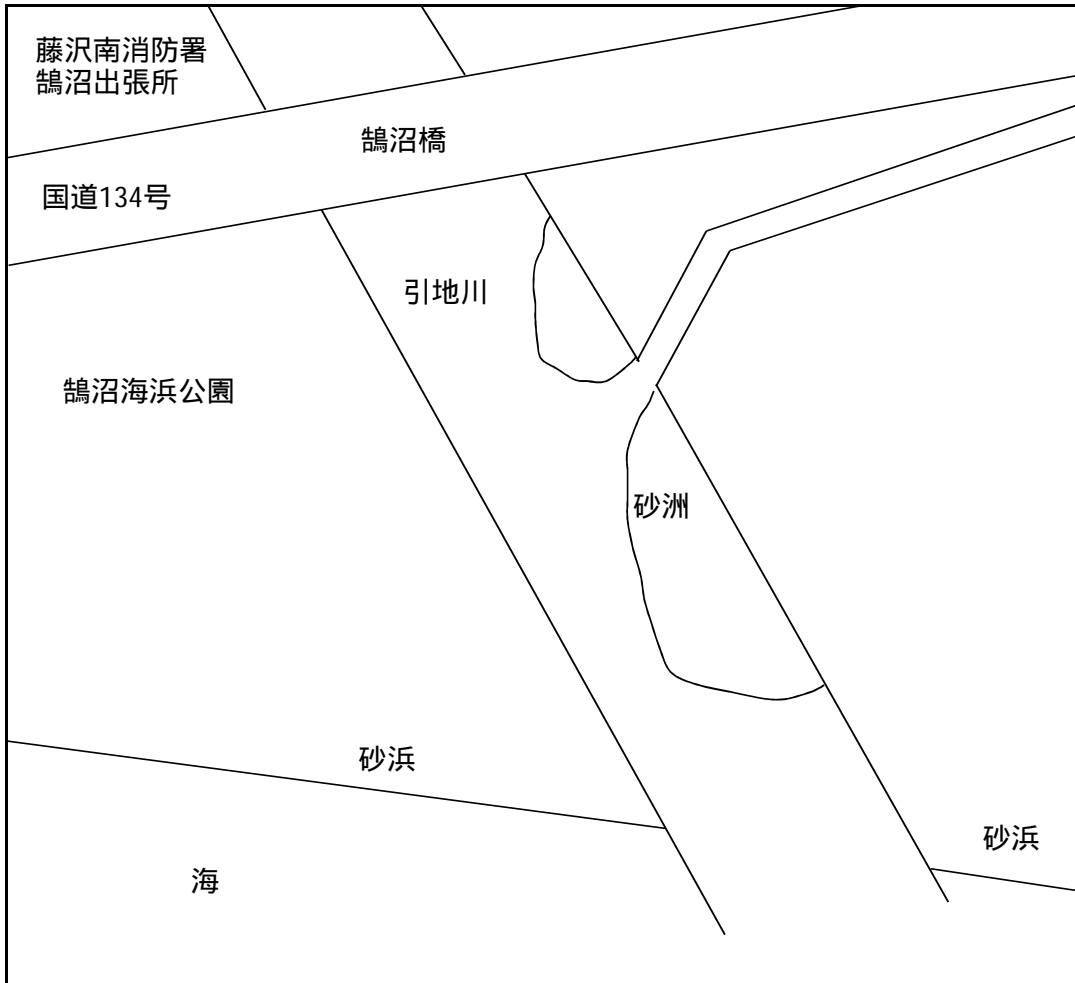 藤沢南消防署
鵠沼出張所
鵠沼橋
国道134号
引地川
鵠沼海浜公園
砂洲
砂浜
砂浜
海